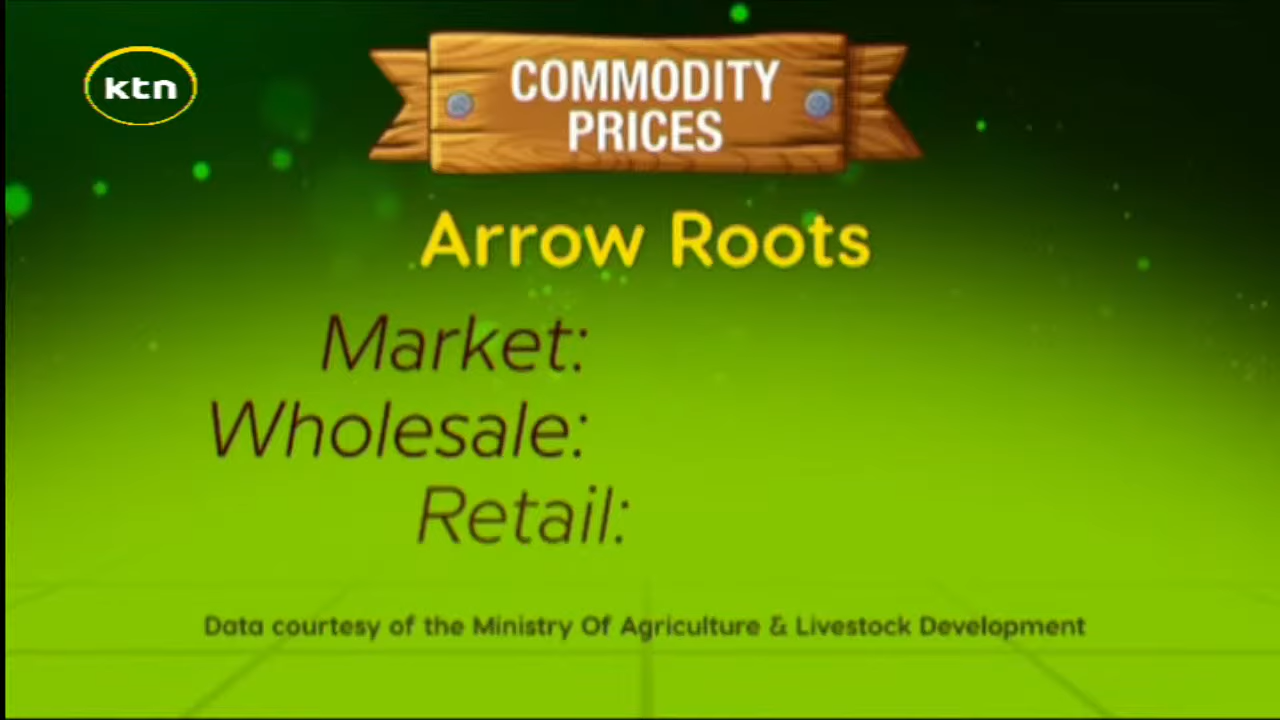 ktn
COMMODITY
PRICES
Arrow Roots
Market:
Wholesale:
Retail:
Data courtesy of the Ministry Of Agriculture & Livestock Development